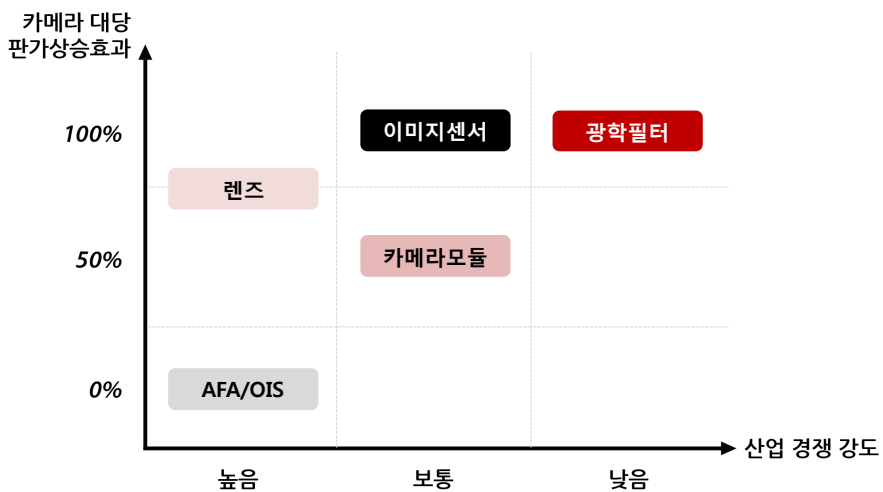 카메라 대당
판가상승효과
100%
이미지센서
광학필터
렌즈
50%
카메라모듈
0%
AFA/OIS
산업 경쟁 강도
높음
보통
낮음